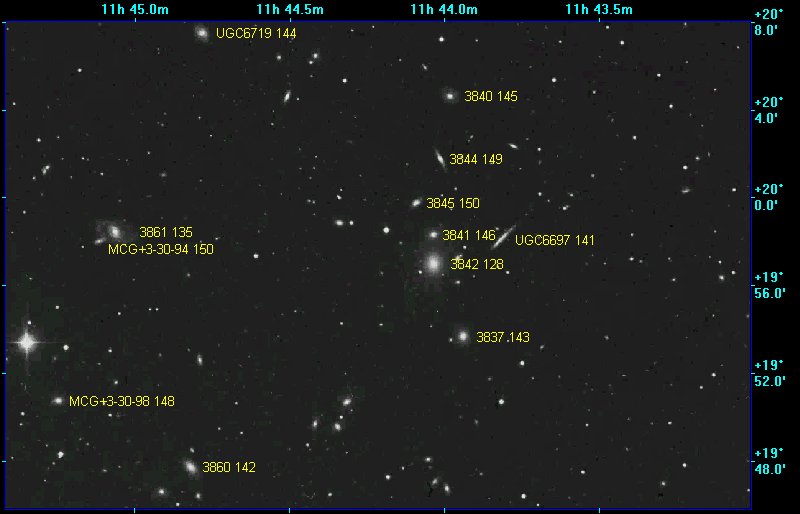 11h 45.0m
11h 44.5m
11h 44.0m
11h 43.5m
+20°
8.0'
UGC6719 144
3840 145
+20°
4.0'
3844 149
+20°
0.0'
3845 150
3861 135
3841 146
UGC6697 141
MCG+3-30-94 150
3842 128
+19°
56.0'
3837 143
+19°
52.0'
MCG+3-30-98 148
3860 142
+19°
48.0'